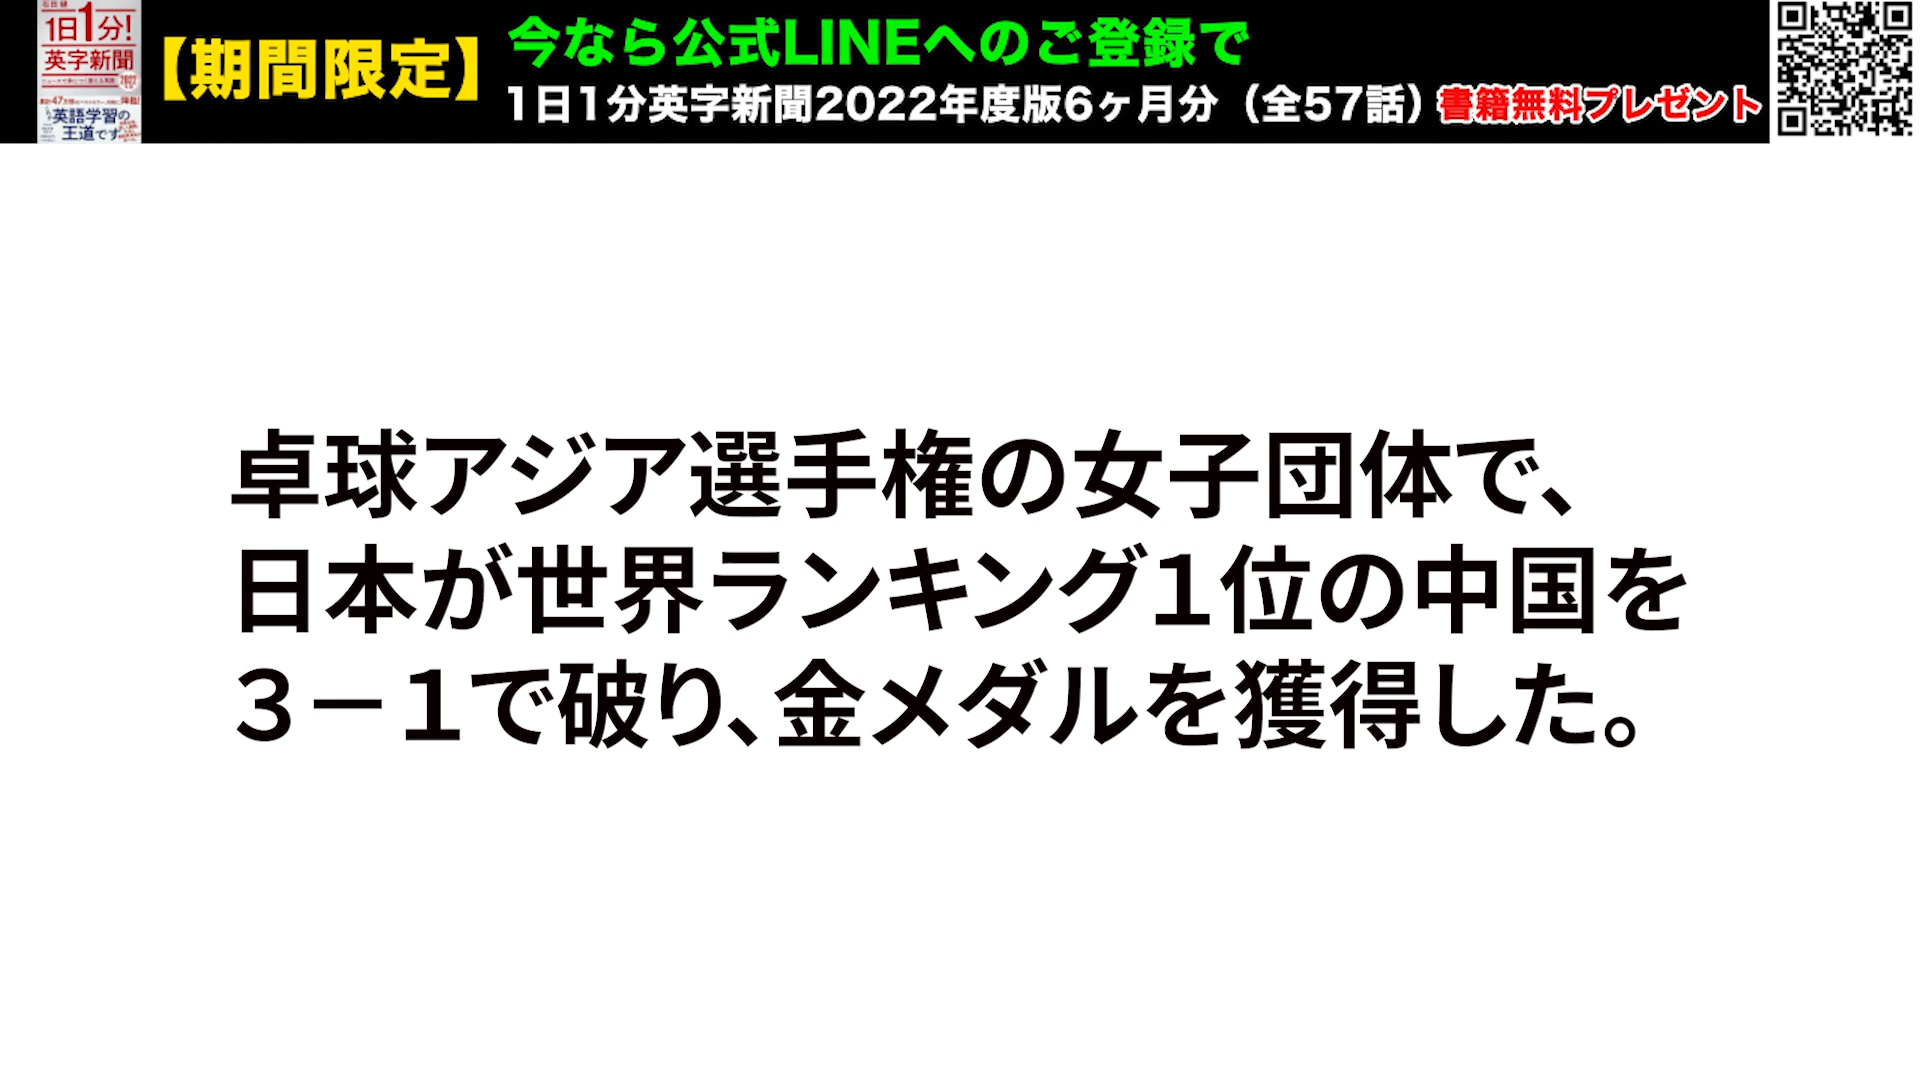 石田 健
1日1分!
英字新聞
2022
英語学習の
王道です
【期間限定】
今なら公式LINEへのご登録で
1日1分英字新聞2022年度版6ヶ月分（全57話）書籍無料プレゼント
卓球アジア選手権の女子団体で、
日本が世界ランキング1位の中国を
３－１で破り、金メダルを獲得した。